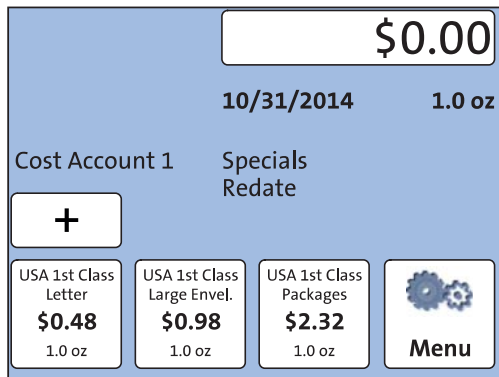 $0.00
10/31/2014 1.0 oz
Cost Account 1 Specials
Redate
+
USA 1st Class USA 1st Class USA 1st Class
Letter Large Envel. Packages
$0.48 $0.98 $2.32
1.0 oz 1.0 oz 1.0 oz Menu